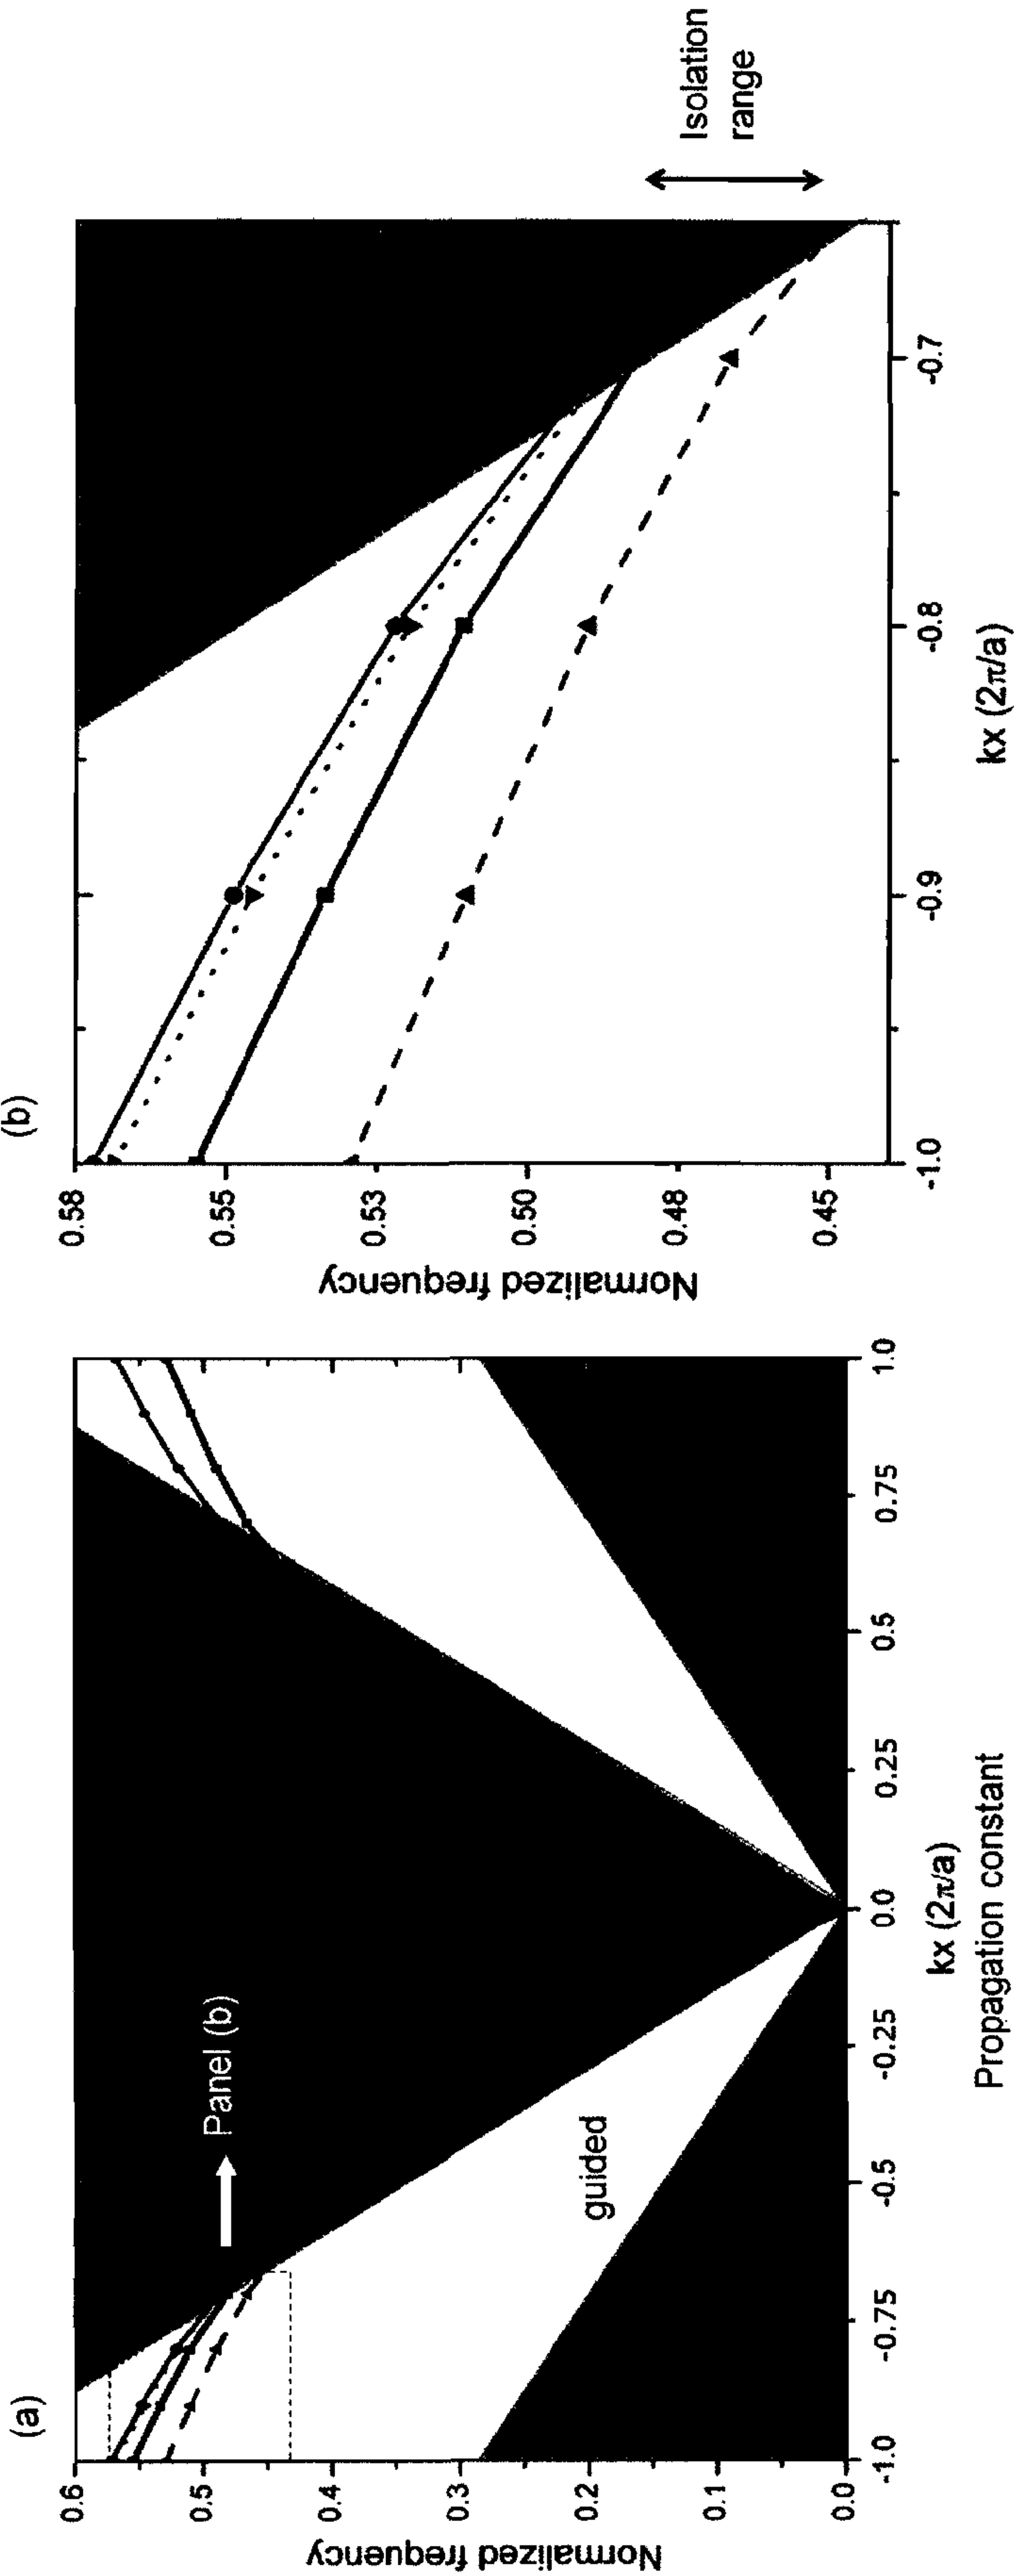 (a)
Normalized frequency
0.6
0.5
0.4
0.3
0.2
0.1
0.0
Panel (b)
guided
-1.0
-0.75
-0.5
-0.25
0.0
0.25
0.5
0.75
1.0
kx (2π/a)
Propagation constant
(b)
Normalized frequency
0.58
0.55
0.53
0.50
0.48
0.45
-1.0
-0.9
-0.8
-0.7
kx (2π/a)
Isolation
range